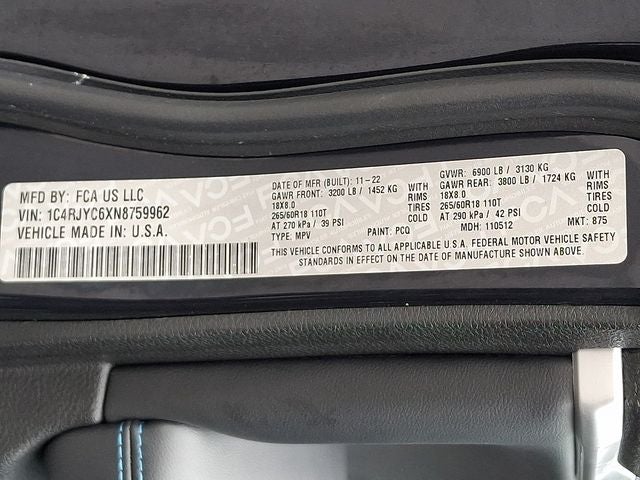 MFD BY: FCA US LLC
VIN: 1C4RJYC6XN8759962
VEHICLE MADE IN: U.S.A.
DATE OF MFR (BUILT): 11-22
GAWR FRONT: 3200 LB / 1452 KG
WITH
18X8.0 RIMS
265/60R18 110T TIRES
AT 270 kPa / 39 PSI COLD
TYPE: MPV PAINT: PCQ
GVWR: 6900 LB / 3130 KG
GAWR REAR: 3800 LB / 1724 KG
WITH
18X8.0 RIMS
265/60R18 110T TIRES
AT 290 kPa / 42 PSI COLD
MDH: 110512 MKT: 875
THIS VEHICLE CONFORMS TO ALL APPLICABLE U.S.A. FEDERAL MOTOR VEHICLE SAFETY
STANDARDS IN EFFECT ON THE DATE OF MANUFACTURE SHOWN ABOVE.